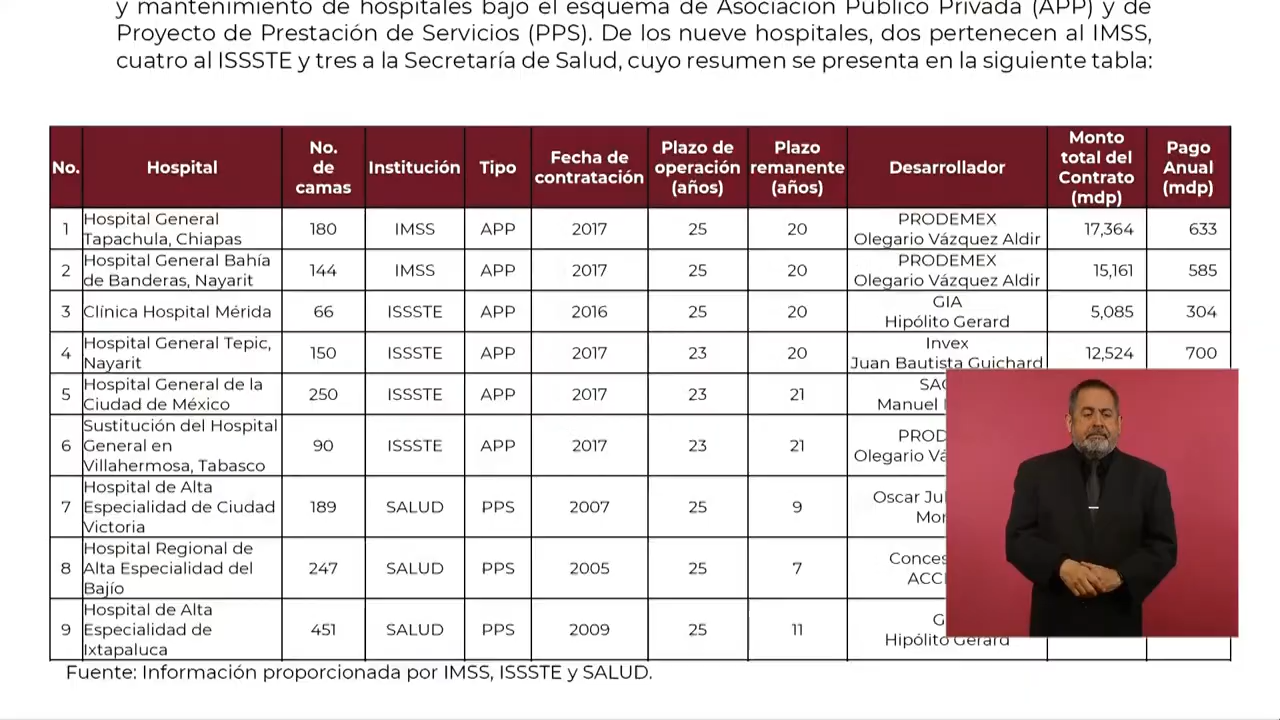 y mantenimiento de hospitales bajo el esquema de Asociación Público Privada (APP) y de
Proyecto de Prestación de Servicios (PPS). De los nueve hospitales, dos pertenecen al IMSS,
cuatro al ISSSTE y tres a la Secretaría de Salud, cuyo resumen se presenta en la siguiente tabla:
No. Hospital No. de camas Institución Tipo Fecha de contratación Plazo de operación (años) Plazo remanente (años) Desarrollador Monto total del Contrato (mdp) Pago Anual (mdp)
1 Hospital General Tapachula, Chiapas 180 IMSS APP 2017 25 20 PRODEMEX Olegario Vázquez Aldir 17,364 633
2 Hospital General Bahía de Banderas, Nayarit 144 IMSS APP 2017 25 20 PRODEMEX Olegario Vázquez Aldir 15,161 585
3 Clínica Hospital Mérida 66 ISSSTE APP 2016 25 20 GIA Hipólito Gerard 5,085 304
4 Hospital General Tepic, Nayarit 150 ISSSTE APP 2017 23 20 Invex Juan Bautista Guichard 12,524 700
5 Hospital General de la Ciudad de México 250 ISSSTE APP 2017 23 21 Manuel
6 Sustitución del Hospital General en Villahermosa, Tabasco 90 ISSSTE APP 2017 23 21 Olegario
7 Hospital de Alta Especialidad de Ciudad Victoria 189 SALUD PPS 2007 25 9 Oscar
8 Hospital Regional de Alta Especialidad del Bajío 247 SALUD PPS 2005 25 7
9 Hospital de Alta Especialidad de Ixtapaluca 451 SALUD PPS 2009 25 11 Hipólito Gerard
Fuente: Información proporcionada por IMSS, ISSSTE y SALUD.